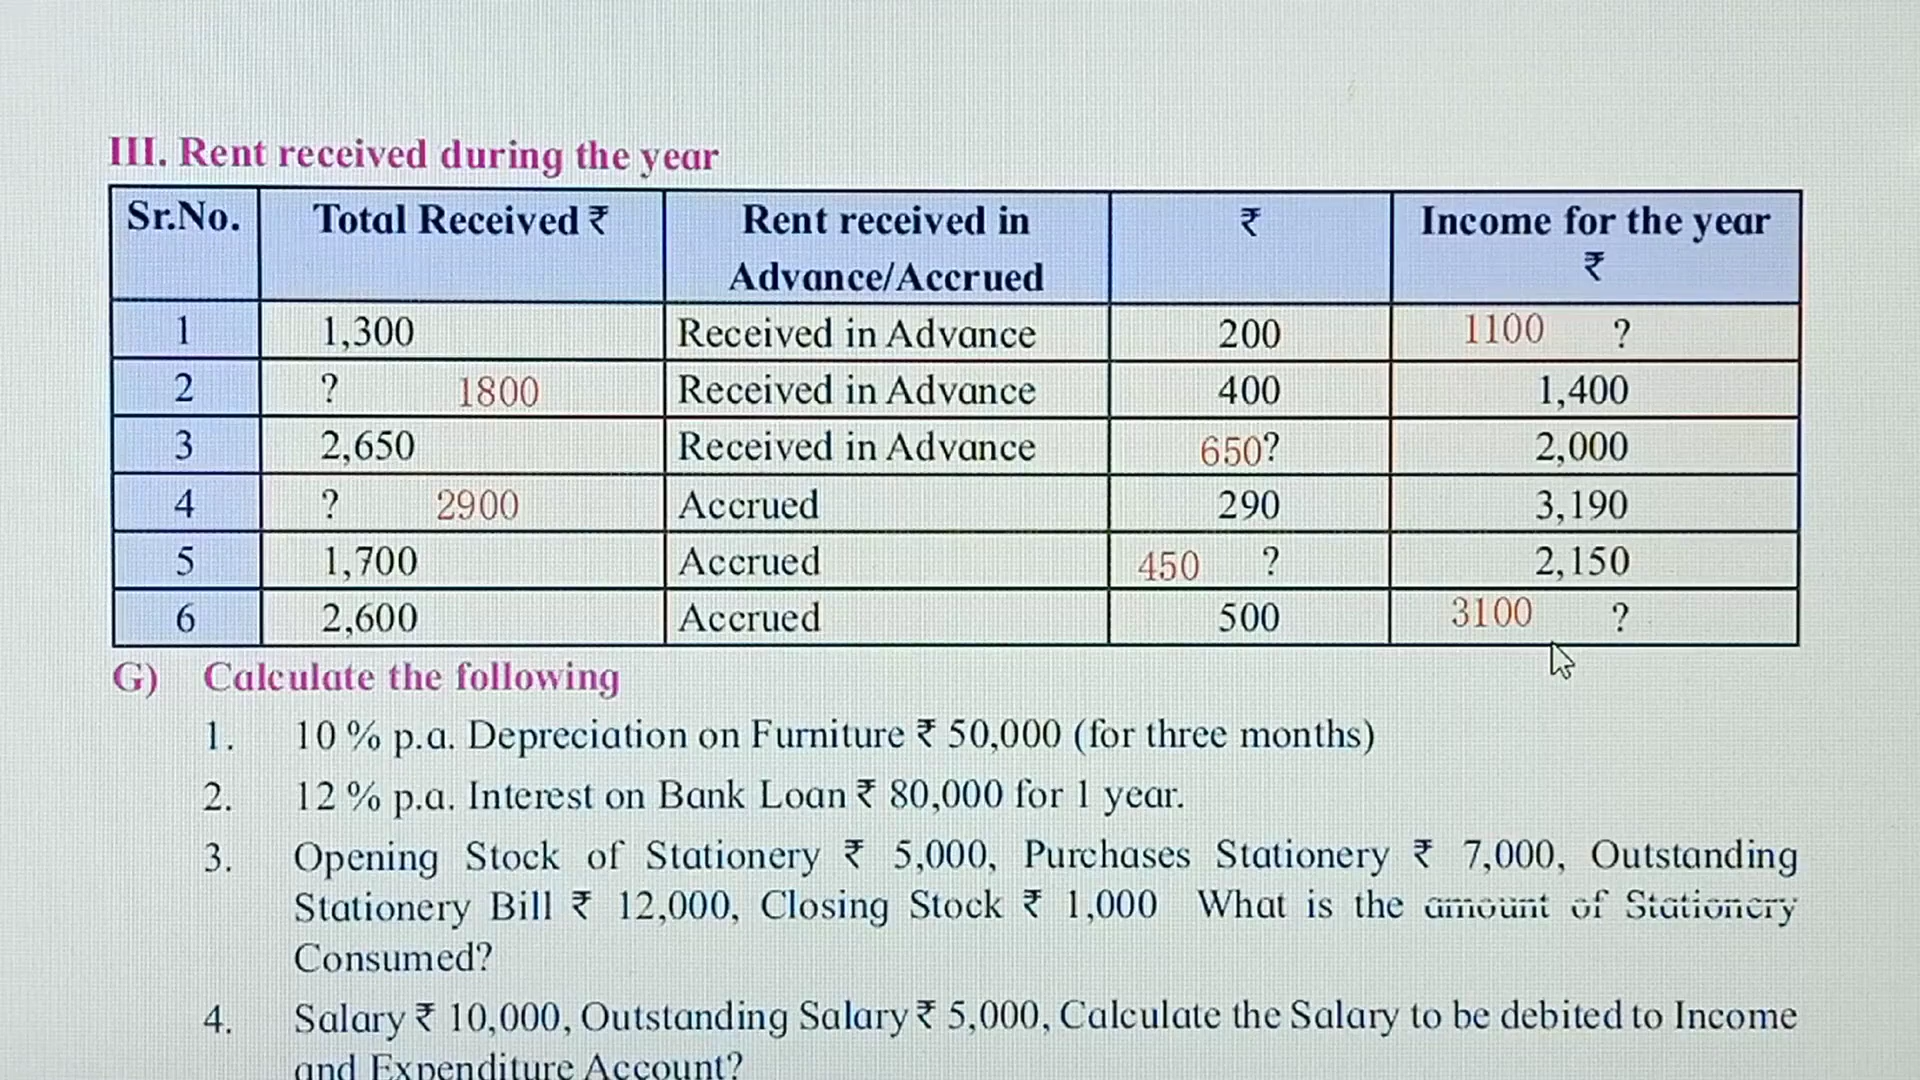 III. Rent received during the year
Sr.No. Total Received ₹ Rent received in Advance/Accrued ₹ Income for the year ₹
1 1,300 Received in Advance 200 1100 ?
2 ? 1800 Received in Advance 400 1,400
3 2,650 Received in Advance 650? 2,000
4 ? 2900 Accrued 290 3,190
5 1,700 Accrued 450 ? 2,150
6 2,600 Accrued 500 3100 ?
G) Calculate the following
1. 10 % p.a. Depreciation on Furniture ₹ 50,000 (for three months)
2. 12 % p.a. Interest on Bank Loan ₹ 80,000 for 1 year.
3. Opening Stock of Stationery ₹ 5,000, Purchases Stationery ₹ 7,000, Outstanding
Stationery Bill ₹ 12,000, Closing Stock ₹ 1,000 What is the amount of Stationery
Consumed?
4. Salary ₹ 10,000, Outstanding Salary ₹ 5,000, Calculate the Salary to be debited to Income
and Expenditure Account?